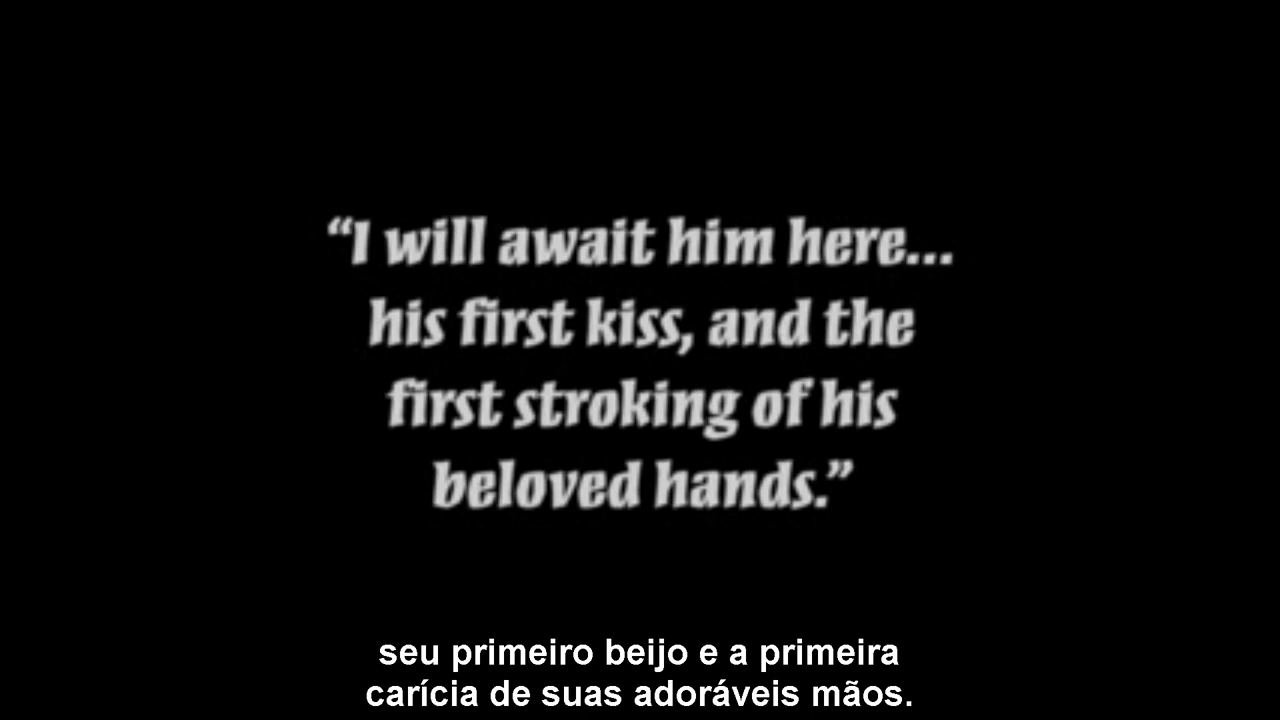 “I will await him here...
his first kiss, and the
first stroking of his
beloved hands.”
seu primeiro beijo e a primeira
carícia de suas adoráveis mãos.